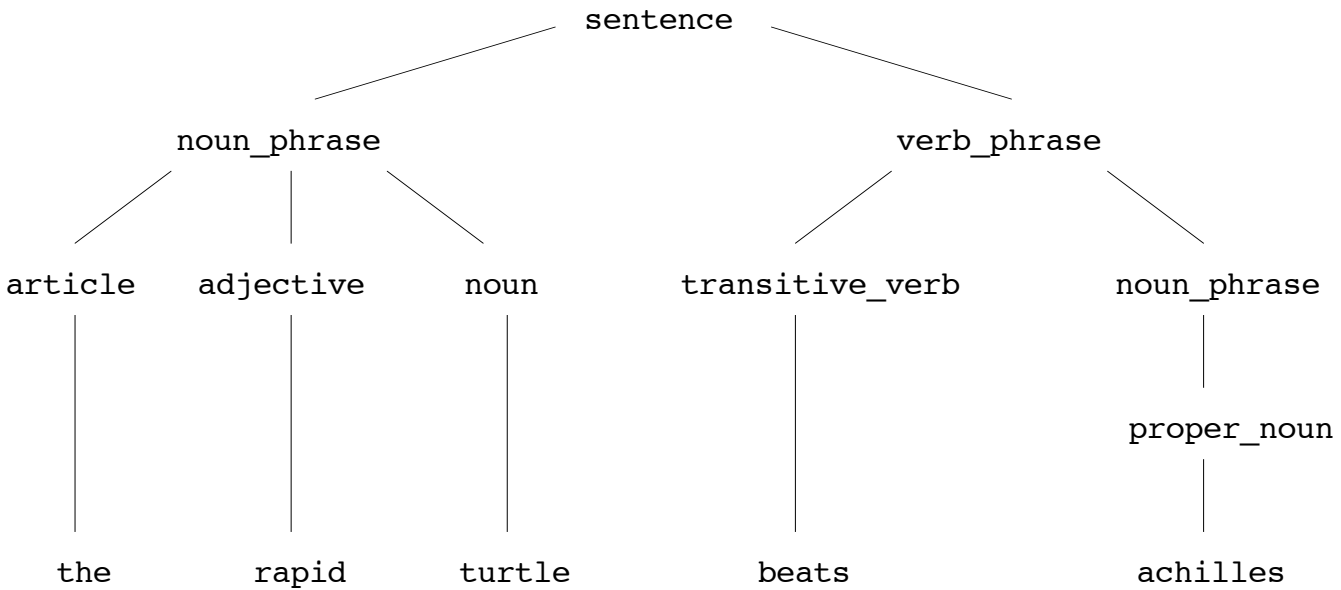 sentence
noun_phrase verb_phrase
article adjective noun transitive_verb noun_phrase
proper_noun
the rapid turtle beats achilles